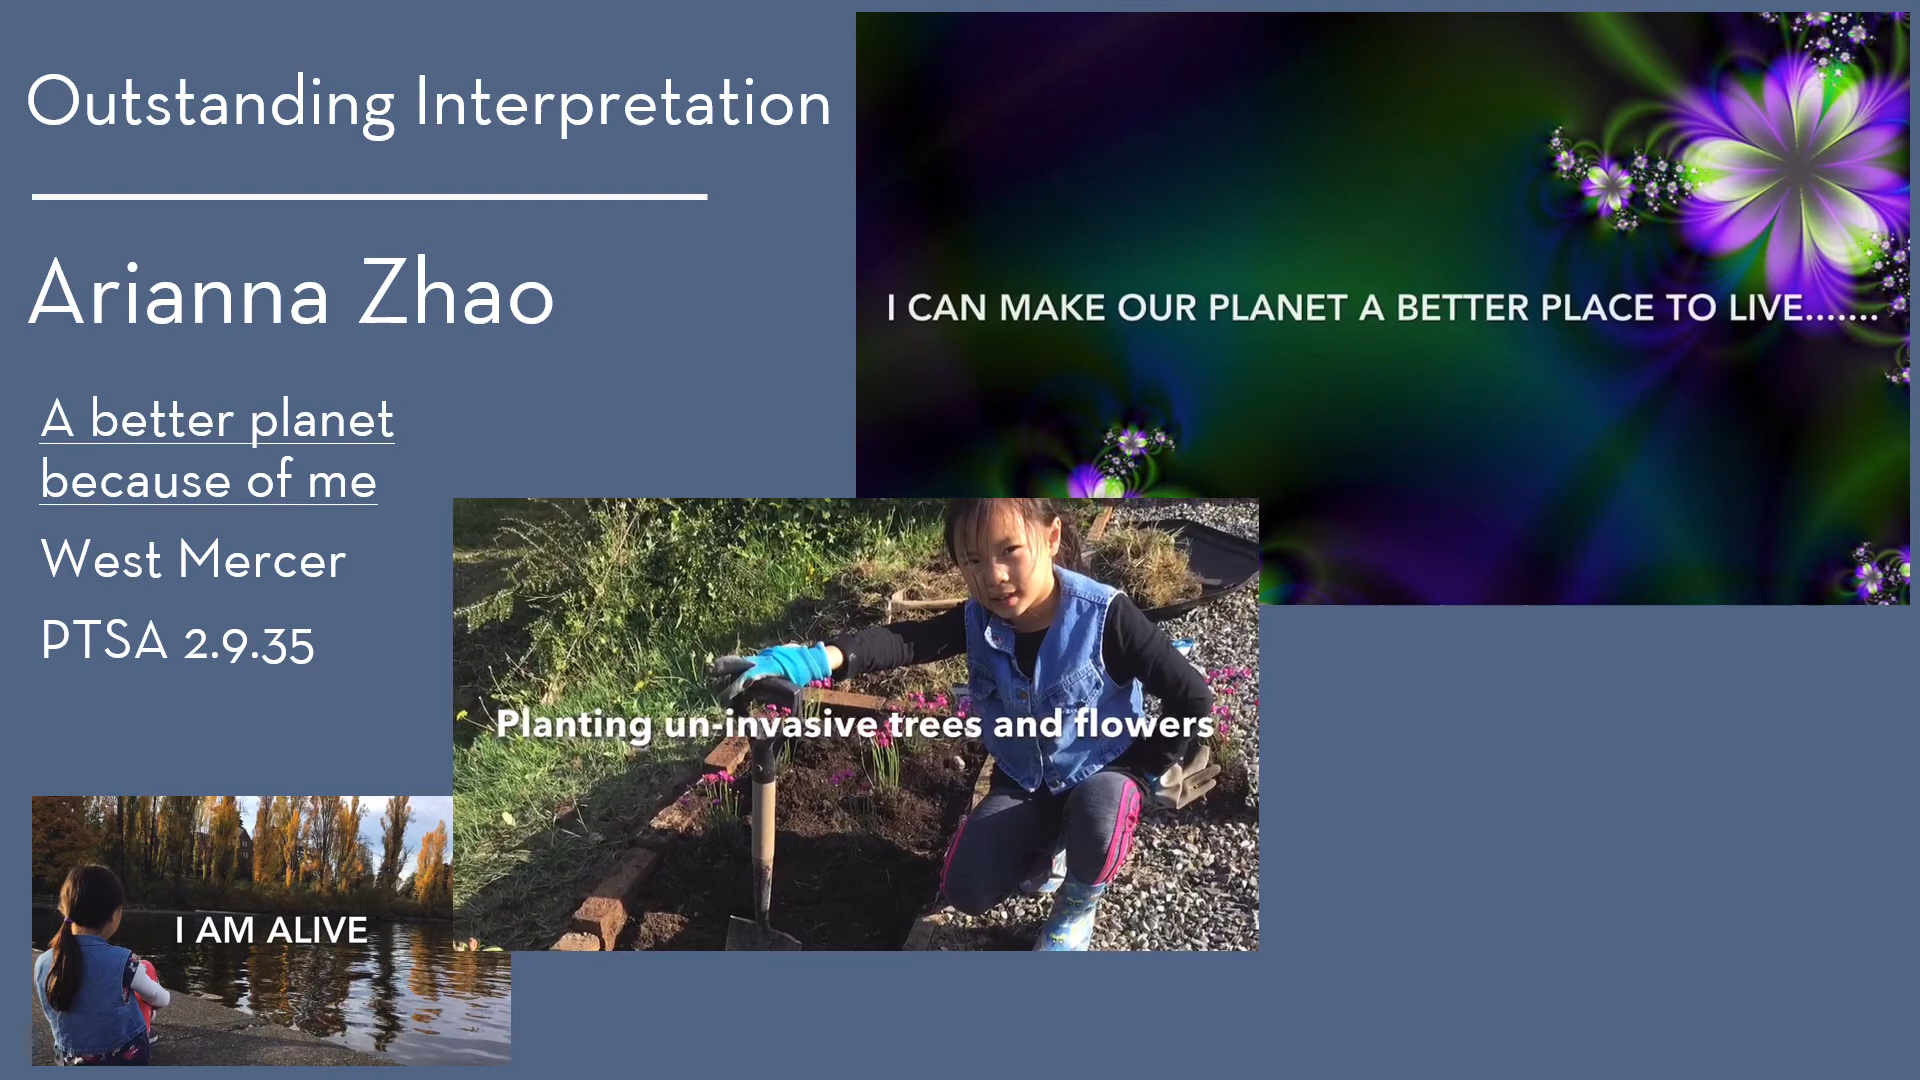 Outstanding Interpretation
Arianna Zhao
A better planet
because of me
West Mercer
PTSA 2.9.35
I CAN MAKE OUR PLANET A BETTER PLACE TO LIVE.......
Planting un-invasive trees and flowers
I AM ALIVE